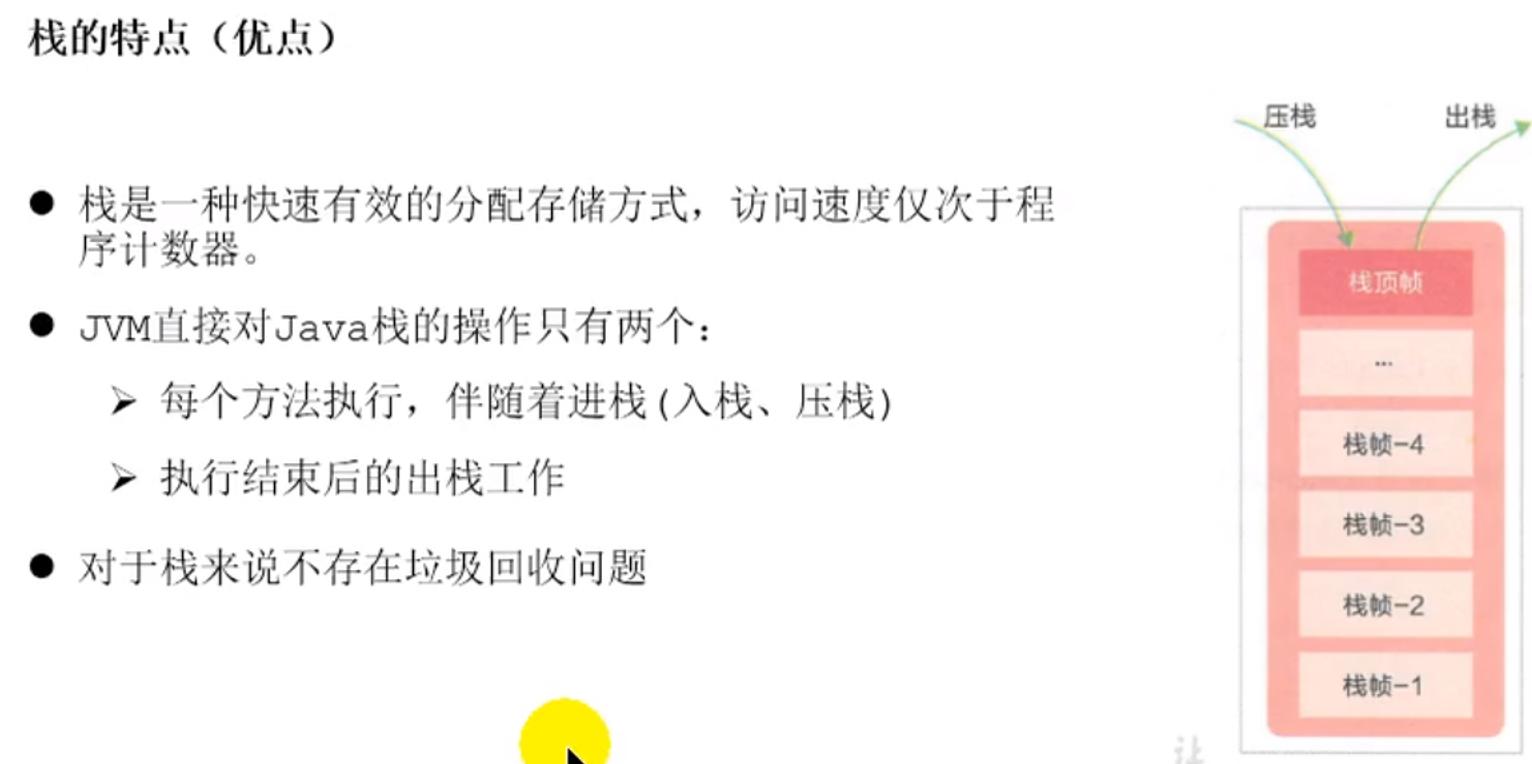 栈的特点（优点）
压栈
出栈
● 栈是一种快速有效的分配存储方式，访问速度仅次于程
序计数器。
● JVM直接对Java栈的操作只有两个：
➢ 每个方法执行，伴随着进栈(入栈、压栈)
➢ 执行结束后的出栈工作
● 对于栈来说不存在垃圾回收问题
栈顶帧
...
栈帧-4
栈帧-3
栈帧-2
栈帧-1
让